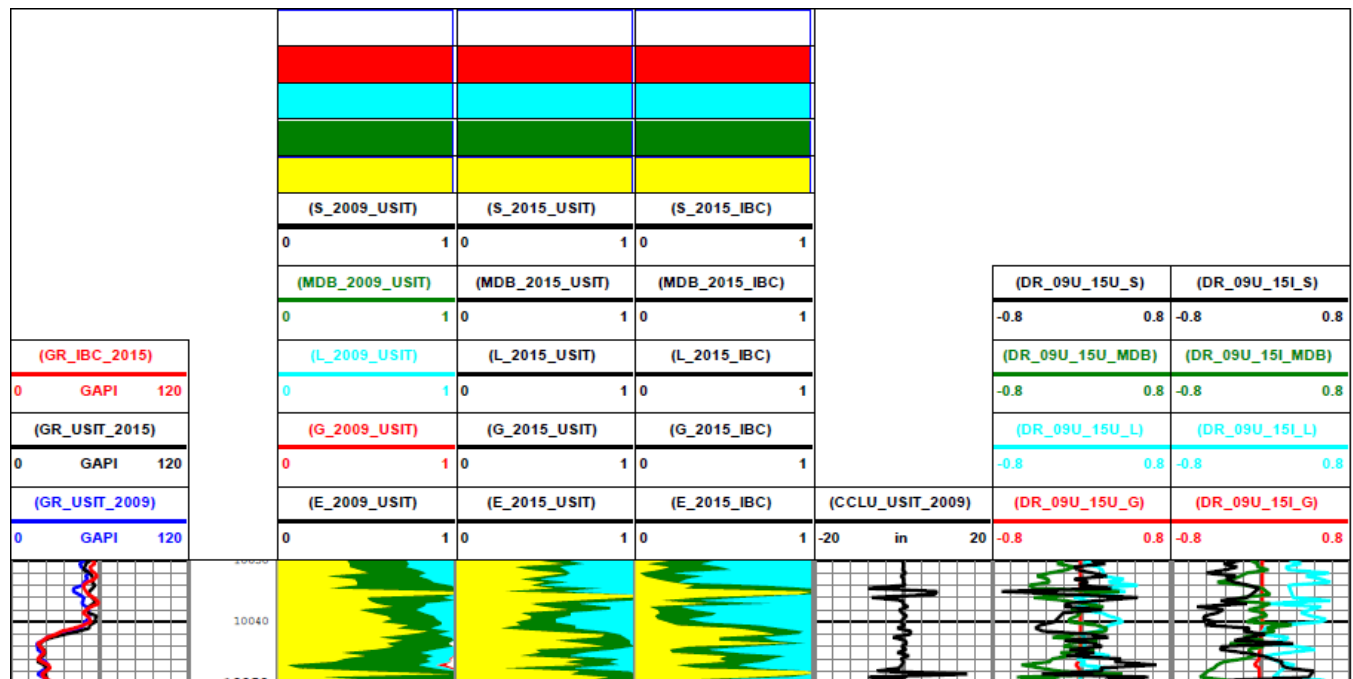 (S_2009_USIT) (S_2015_USIT) (S_2015_IBC)
0 1 0 1 0 1
(MDB_2009_USIT) (MDB_2015_USIT) (MDB_2015_IBC) (DR_09U_15U_S) (DR_09U_15I_S)
0 1 0 1 0 1 -0.8 0.8 -0.8 0.8
(GR_IBC_2015) (L_2009_USIT) (L_2015_USIT) (L_2015_IBC) (DR_09U_15U_MDB) (DR_09U_15I_MDB)
0 GAPI 120 0 1 0 1 0 1 -0.8 0.8 -0.8 0.8
(GR_USIT_2015) (G_2009_USIT) (G_2015_USIT) (G_2015_IBC) (DR_09U_15U_L) (DR_09U_15I_L)
0 GAPI 120 0 1 0 1 0 1 -0.8 0.8 -0.8 0.8
(GR_USIT_2009) (E_2009_USIT) (E_2015_USIT) (E_2015_IBC) (CCLU_USIT_2009) (DR_09U_15U_G) (DR_09U_15I_G)
0 GAPI 120 0 1 0 1 0 1 -20 in 20 -0.8 0.8 -0.8 0.8
10040